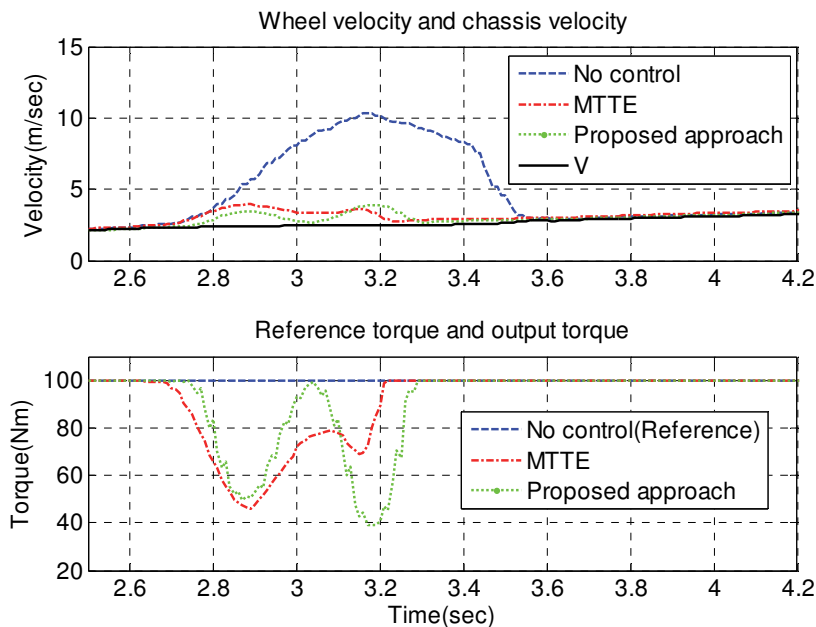 Wheel velocity and chassis velocity
15
10
5
0
Velocity(m/sec)
No control
MTTE
Proposed approach
V
2.6 2.8 3 3.2 3.4 3.6 3.8 4 4.2
Reference torque and output torque
100
80
60
40
20
Torque(Nm)
No control(Reference)
MTTE
Proposed approach
2.6 2.8 3 3.2 3.4 3.6 3.8 4 4.2
Time(sec)